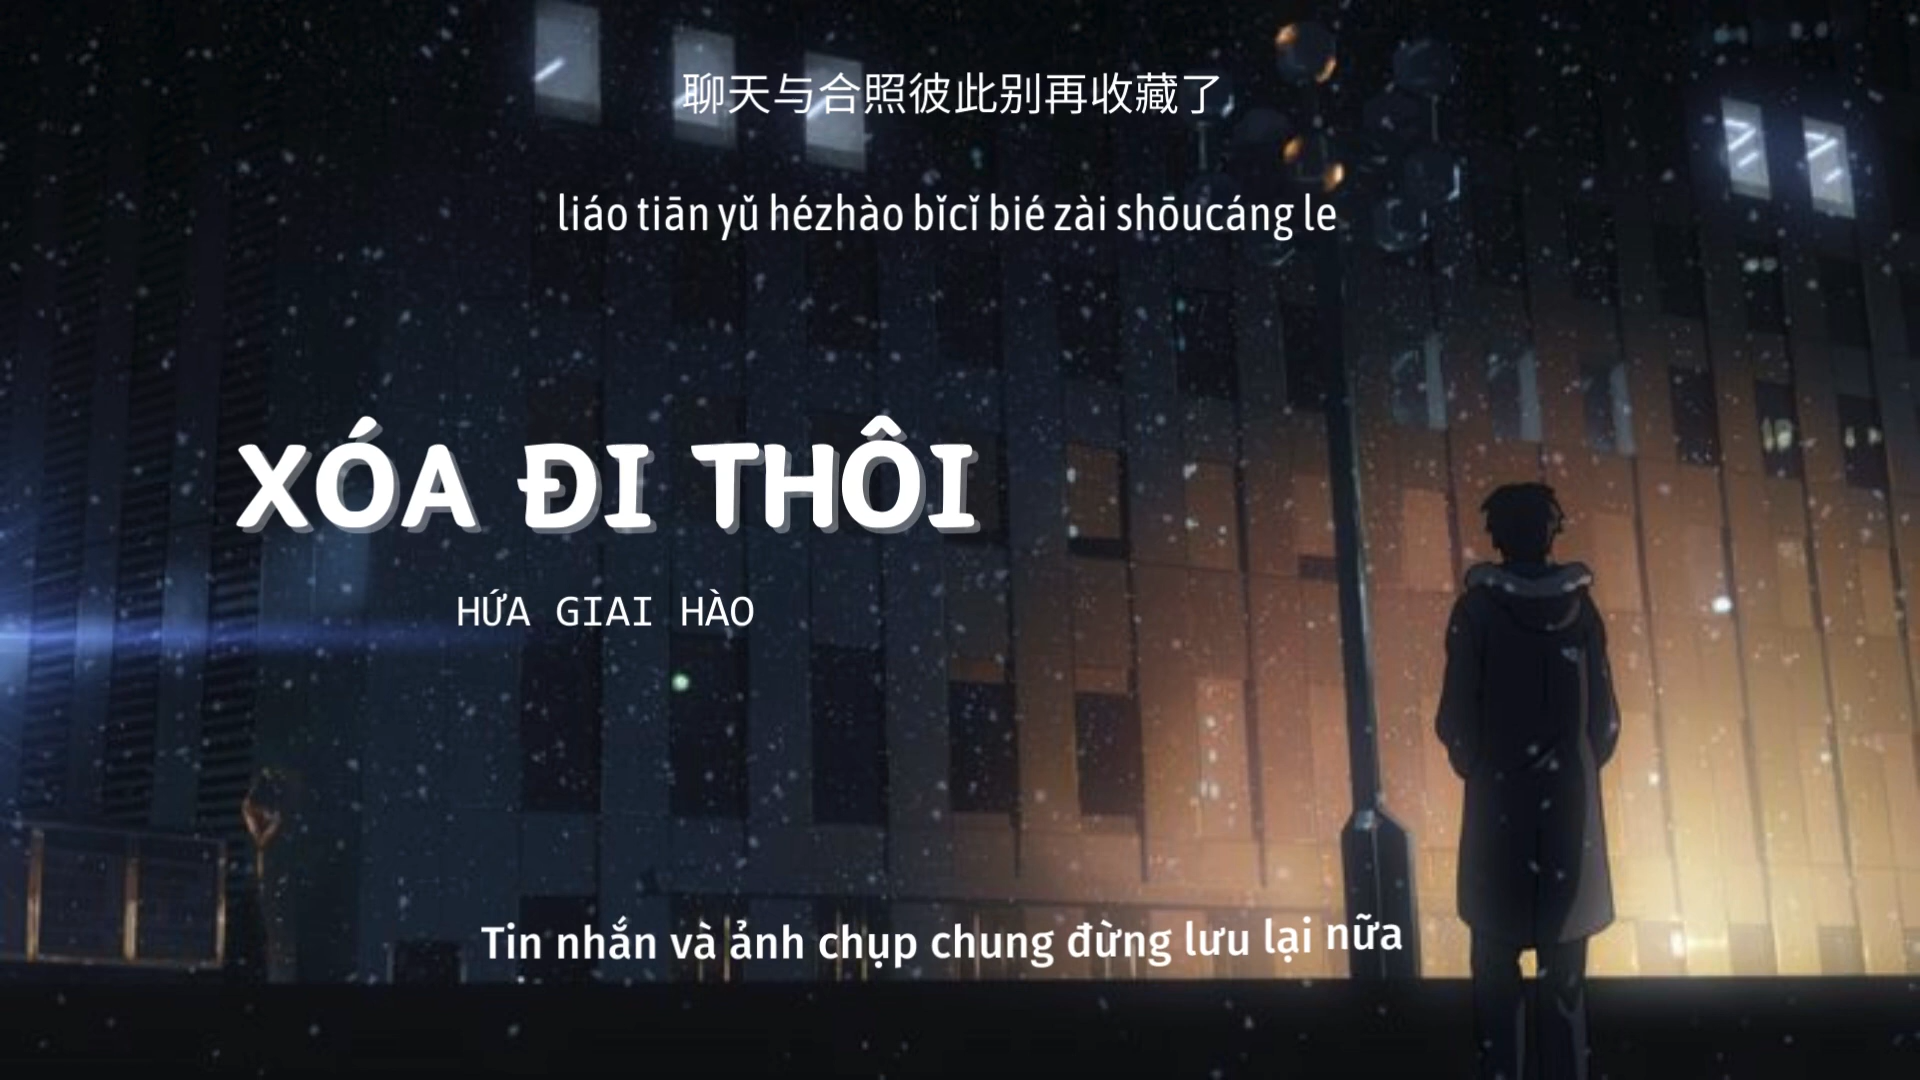 聊天与合照彼此别再收藏了
liáo tiān yǔ hézhào bǐcǐ bié zài shōucáng le
XÓA ĐI THÔI
HỨA GIAI HÀO
Tin nhắn và ảnh chụp chung đừng lưu lại nữa